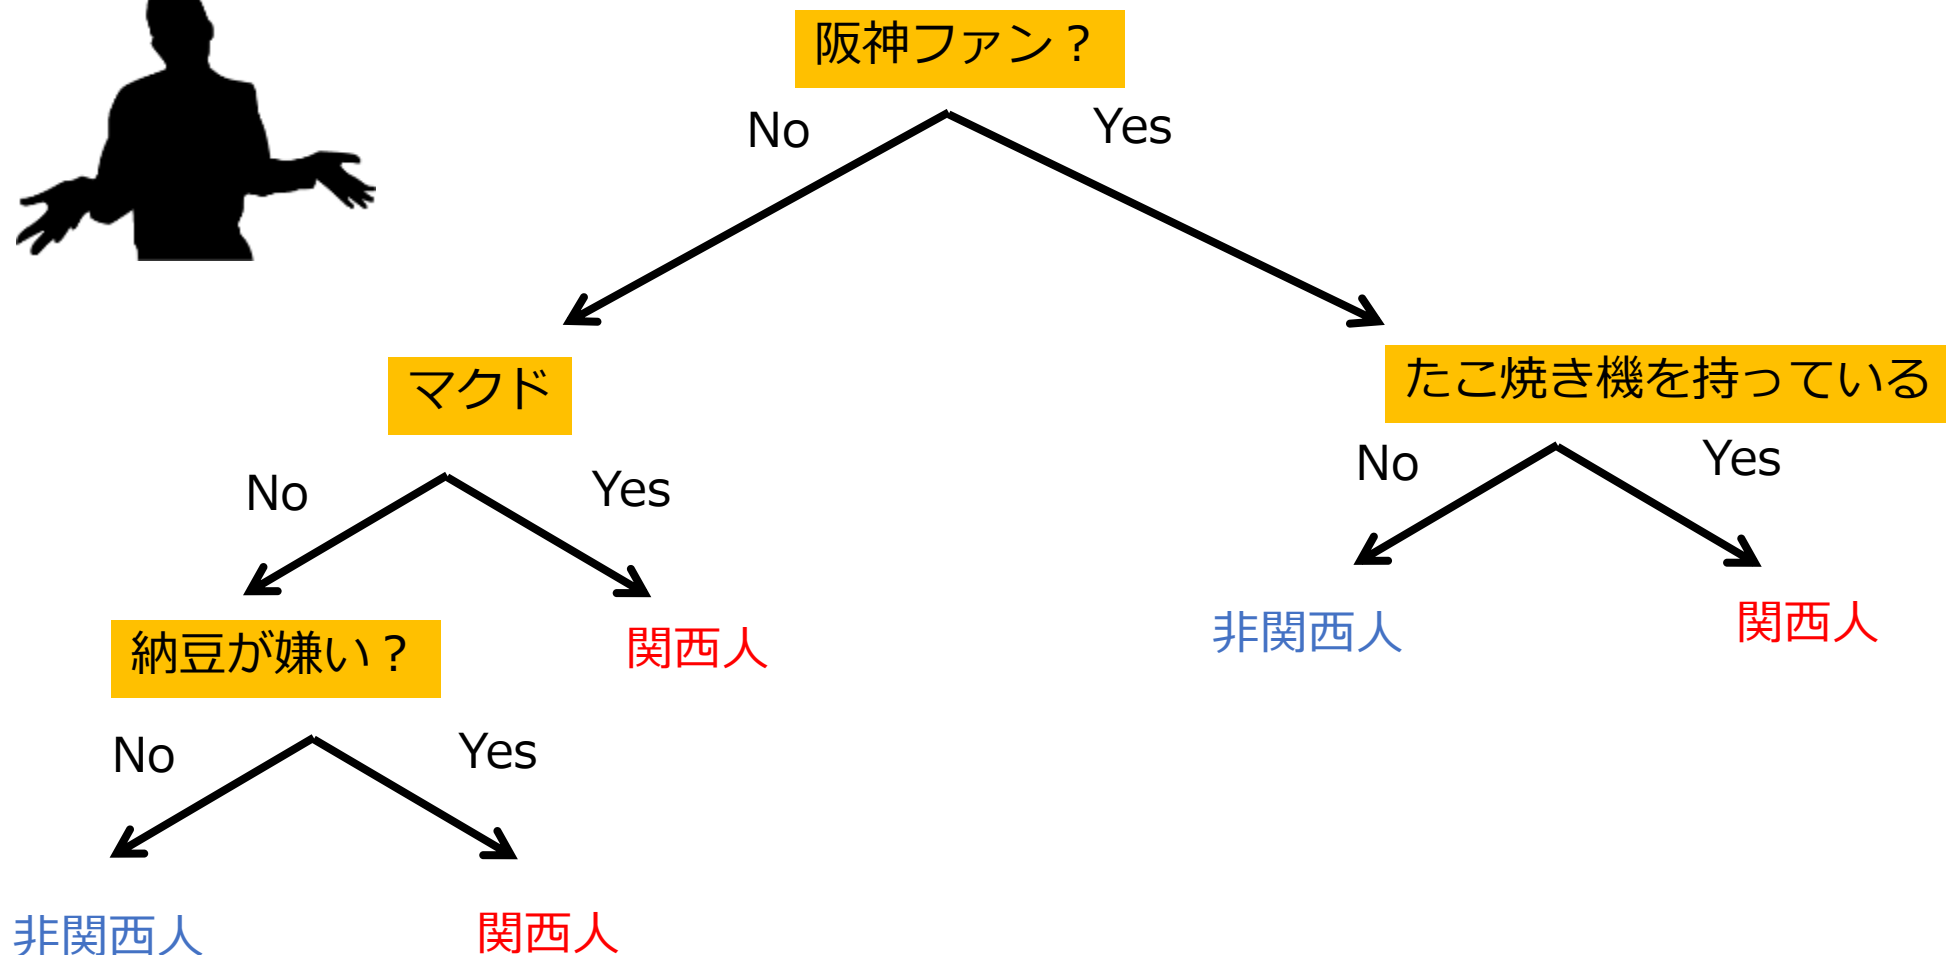 阪神ファン？
No
Yes
マクド
たこ焼き機を持っている
No
Yes
No
Yes
納豆が嫌い？
関西人
非関西人
関西人
No
Yes
非関西人
関西人